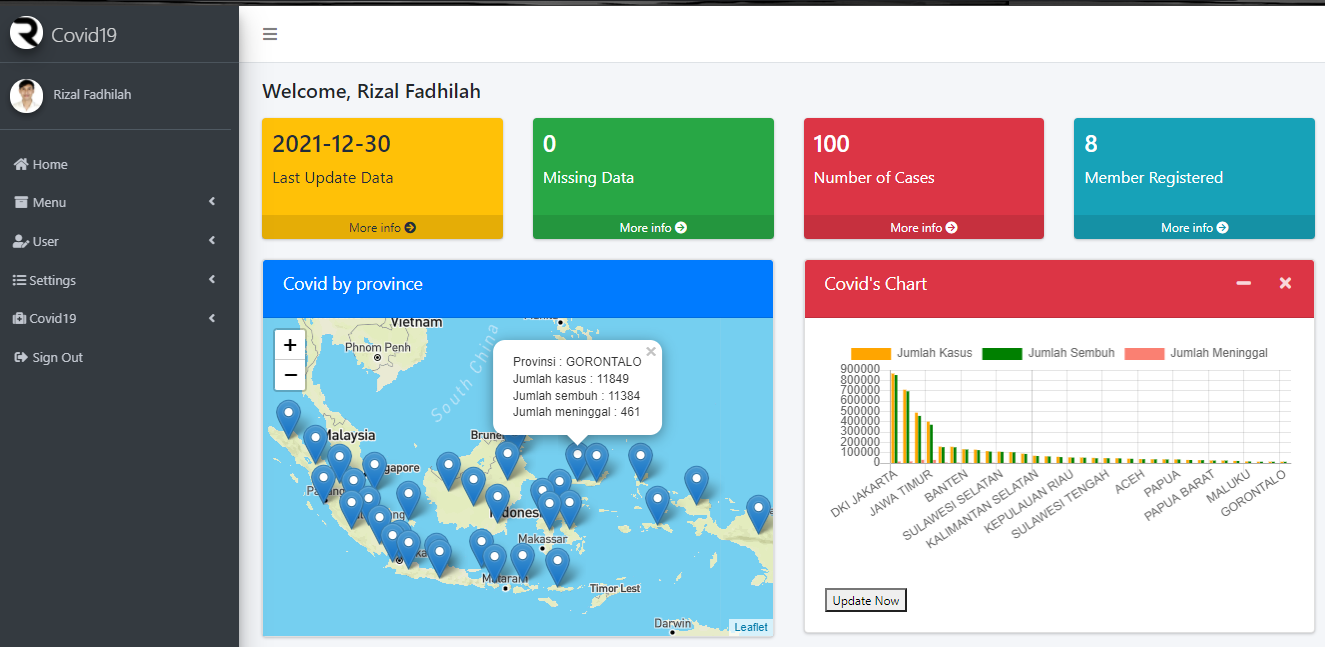 Covid19
Rizal Fadhilah
Home
Menu
User
Settings
Covid19
Sign Out
Welcome, Rizal Fadhilah
2021-12-30
Last Update Data
More info
0
Missing Data
More info
100
Number of Cases
More info
8
Member Registered
More info
Covid by province
+
−
Vietnam
Phnom Penh
South China
Provinsi : GORONTALO
Jumlah kasus : 11849
Jumlah sembuh : 11384
Jumlah meninggal : 461
×
Malaysia
Makassar
Mataram
Timor Lest
Darwin
Leaflet
Covid's Chart
Jumlah Kasus
Jumlah Sembuh
Jumlah Meninggal
900000
800000
700000
600000
500000
400000
300000
200000
100000
0
DKI JAKARTA
JAWA TIMUR
BANTEN
SULAWESI SELATAN
KALIMANTAN SELATAN
KEPULAUAN RIAU
SULAWESI TENGAH
ACEH
PAPUA
PAPUA BARAT
MALUKU
GORONTALO
Update Now